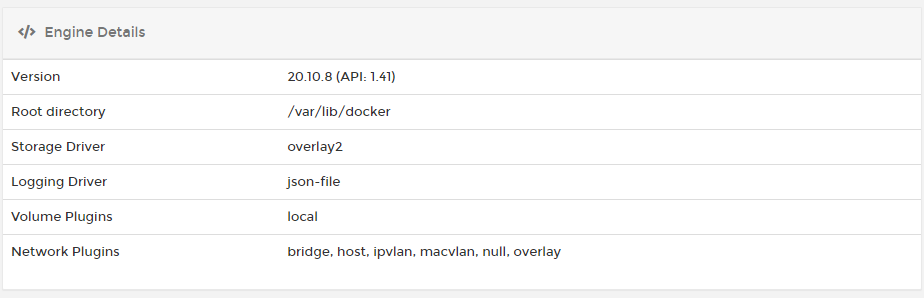 Engine Details
Version 20.10.8 (API: 1.41)
Root directory /var/lib/docker
Storage Driver overlay2
Logging Driver json-file
Volume Plugins local
Network Plugins bridge, host, ipvlan, macvlan, null, overlay